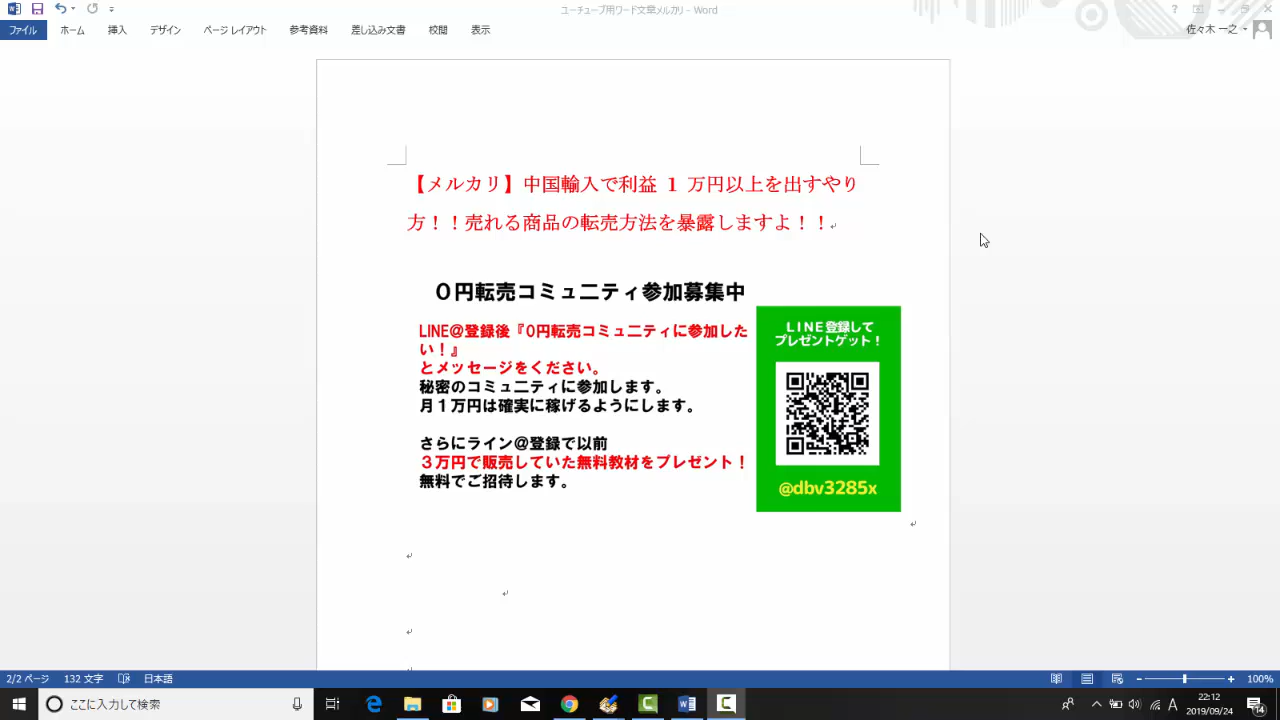 ユーチューブ用ワード文章メルカリ - Word
ファイル ホーム 挿入 デザイン ページ レイアウト 参考資料 差し込み文書 校閲 表示
佐々木 一之
【メルカリ】中国輸入で利益 1 万円以上を出すやり
方！！売れる商品の転売方法を暴露しますよ！！
０円転売コミュニティ参加募集中
LINE@登録後『0円転売コミュニティに参加した
い！』
とメッセージをください。
秘密のコミュニティに参加します。
月１万円は確実に稼げるようにします。
さらにライン@登録で以前
３万円で販売していた無料教材をプレゼント！
無料でご招待します。
LINE登録して
プレゼントゲット！
@dbv3285x
2/2 ページ 132 文字 日本語
100%
ここに入力して検索
A
22:12
2019/09/24
14